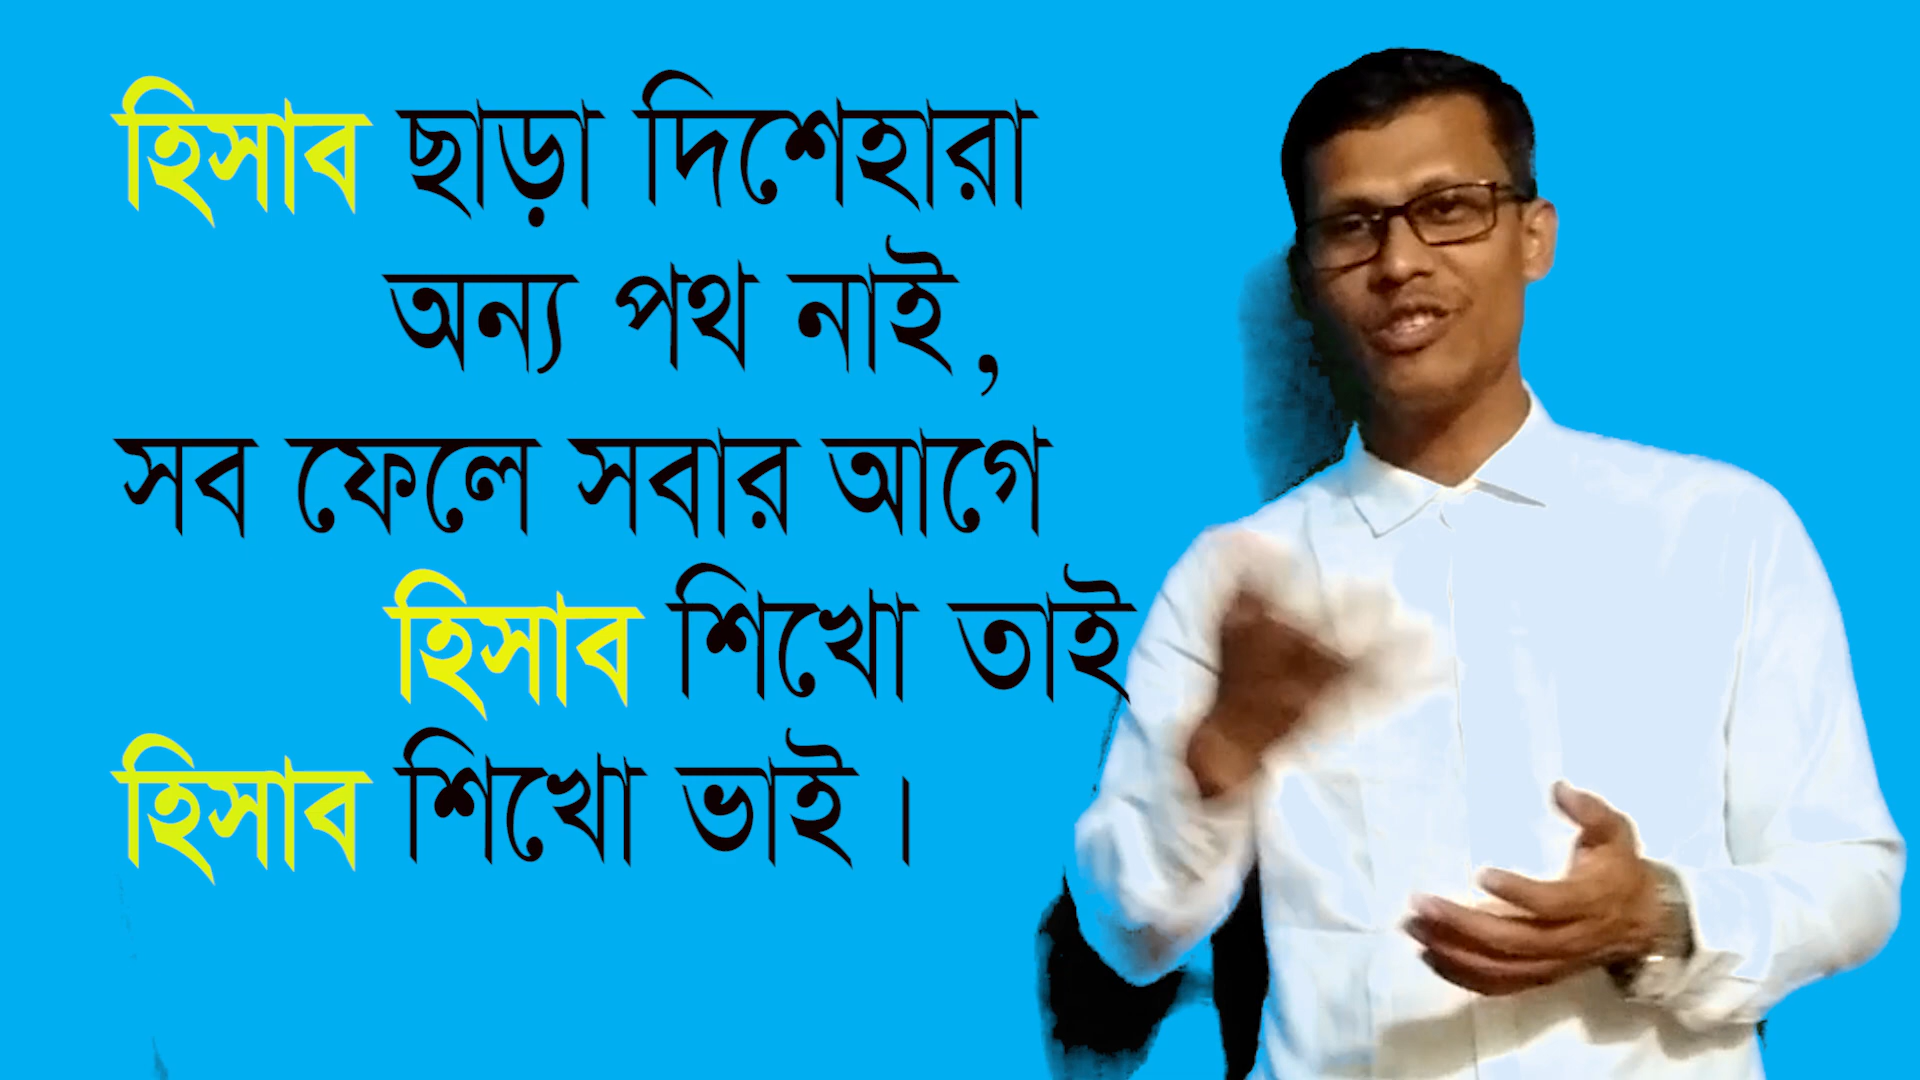 হিসাব ছাড়া দিশেহারা
অন্য পথ নাই,
সব ফেলে সবার আগে
হিসাব শিখো তাই
হিসাব শিখো ভাই।